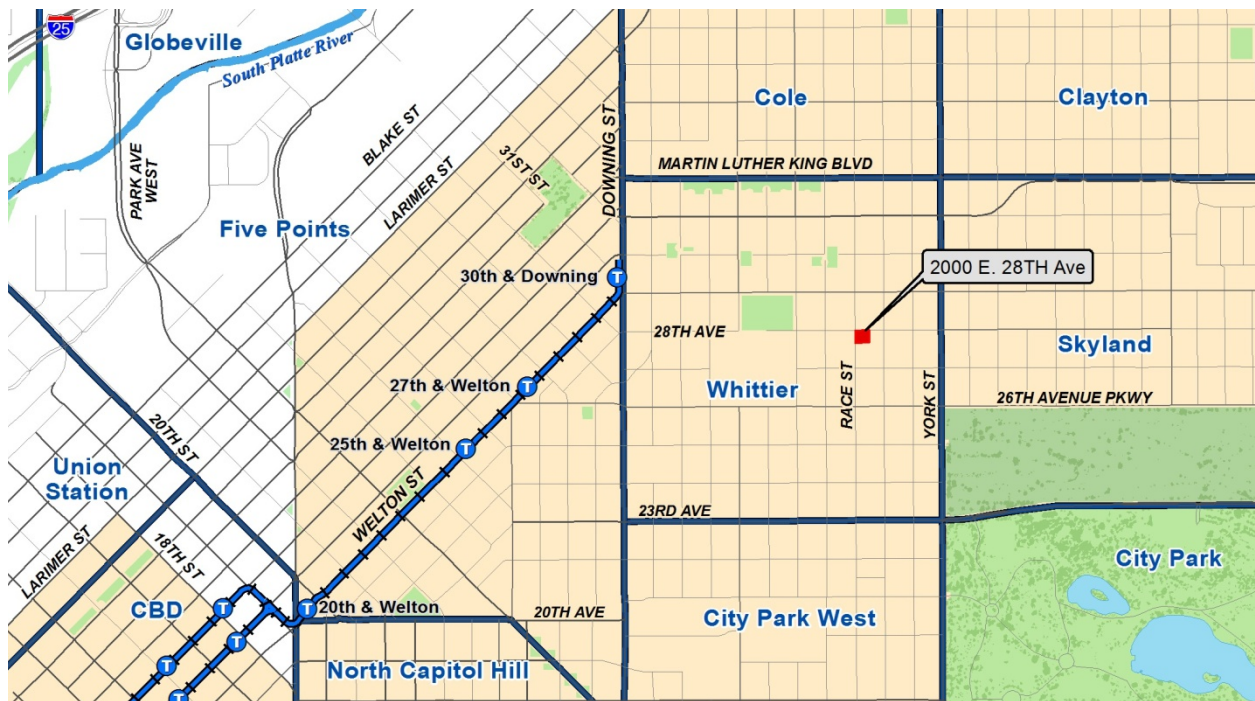 25
Globeville
South Platte River
Cole
Clayton
PARK AVE
WEST
BLAKE ST
LARIMER ST
31ST ST
DOWNING ST
MARTIN LUTHER KING BLVD
Five Points
30th & Downing
T
2000 E. 28TH Ave
28TH AVE
Skyland
27th & Welton
T
Whittier
RACE ST
YORK ST
26TH AVENUE PKWY
20TH ST
25th & Welton
T
Union
Station
WELTON ST
23RD AVE
LARIMER ST
18TH ST
City Park
CBD
T
T
20th & Welton
20TH AVE
City Park West
T
T
North Capitol Hill
T